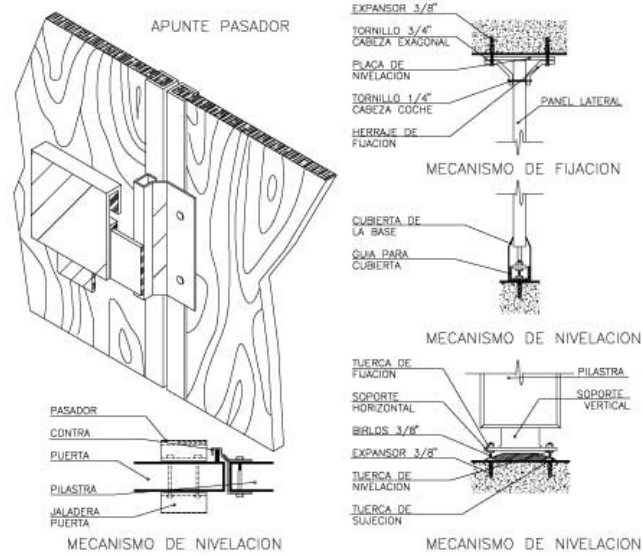 APUNTE PASADOR
PASADOR
CONTRA
PUERTA
PILASTRA
JALADERA
PUERTA
MECANISMO DE NIVELACION
EXPANSOR 3/8"
TORNILLO 3/4"
CABEZA EXAGONAL
PLACA DE
NIVELACION
TORNILLO 1/4"
CABEZA COCHE
HERRAJE DE
FIJACION
PANEL LATERAL
MECANISMO DE FIJACION
CUBIERTA DE
LA BASE
GUIA PARA
CUBIERTA
MECANISMO DE NIVELACION
TUERCA DE
FIJACION
SOPORTE
HORIZONTAL
BIRLOS 3/8"
EXPANSOR 3/8"
TUERCA DE
NIVELACION
TUERCA DE
SUJECION
PILASTRA
SOPORTE
VERTICAL
MECANISMO DE NIVELACION